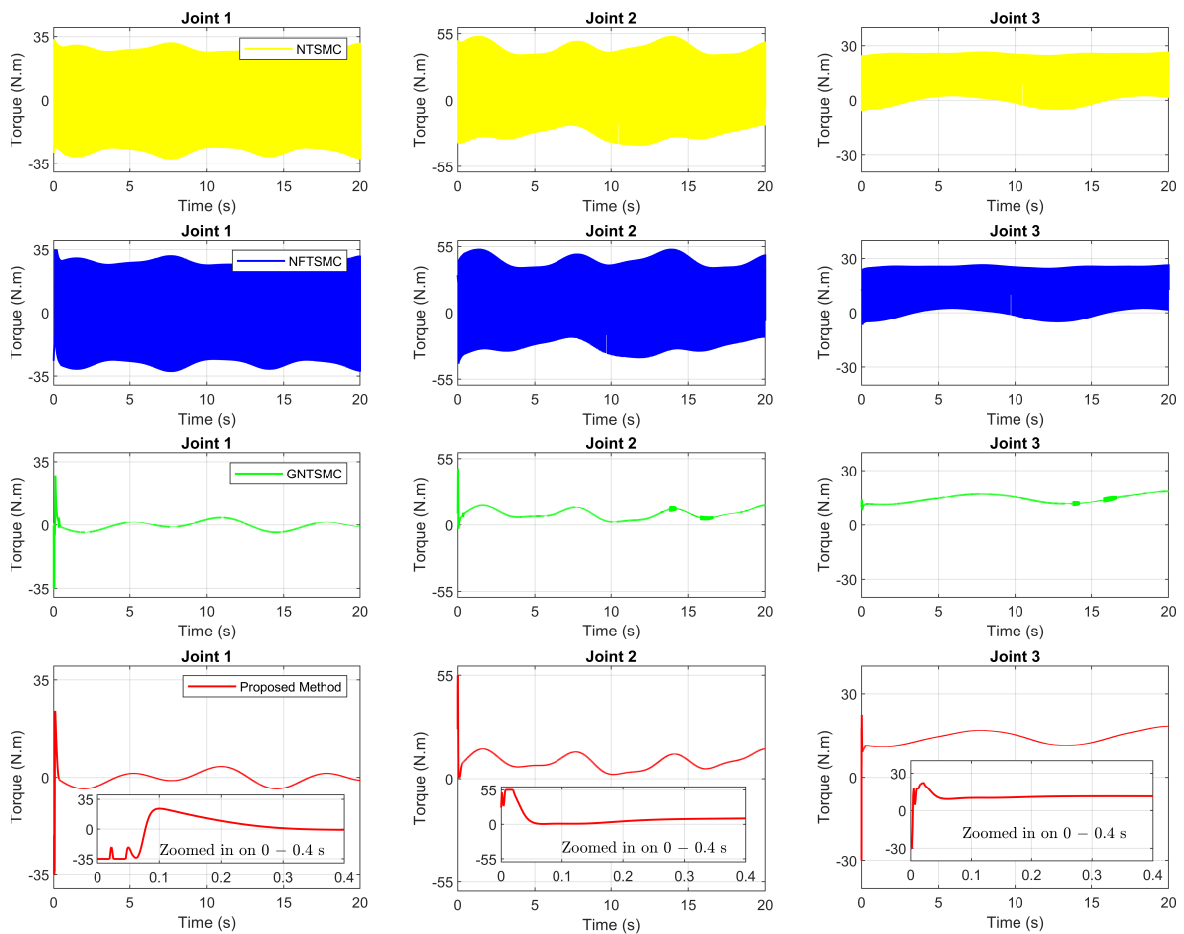 Joint 1
Joint 2
Joint 3
35
0
-35
Torque (N.m)
NTSMC
0 5 10 15 20
Time (s)
55
0
-55
Torque (N.m)
0 5 10 15 20
Time (s)
30
0
-30
Torque (N.m)
0 5 10 15 20
Time (s)
Joint 1
Joint 2
Joint 3
35
0
-35
Torque (N.m)
NFTSMC
0 5 10 15 20
Time (s)
55
0
-55
Torque (N.m)
0 5 10 15 20
Time (s)
30
0
-30
Torque (N.m)
0 5 10 15 20
Time (s)
Joint 1
Joint 2
Joint 3
35
0
-35
Torque (N.m)
GNTSMC
0 5 10 15 20
Time (s)
55
0
-55
Torque (N.m)
0 5 10 15 20
Time (s)
30
0
-30
Torque (N.m)
0 5 10 15 20
Time (s)
Joint 1
Joint 2
Joint 3
35
0
-35
Torque (N.m)
Proposed Method
35
0
-35
Zoomed in on 0 − 0.4 s
0 0.1 0.2 0.3 0.4
0 5 10 15 20
Time (s)
55
0
-55
Torque (N.m)
55
0
-55
Zoomed in on 0 − 0.4 s
0 0.1 0.2 0.3 0.4
0 5 10 15 20
Time (s)
30
0
-30
Torque (N.m)
30
0
-30
Zoomed in on 0 − 0.4 s
0 0.1 0.2 0.3 0.4
0 5 10 15 20
Time (s)